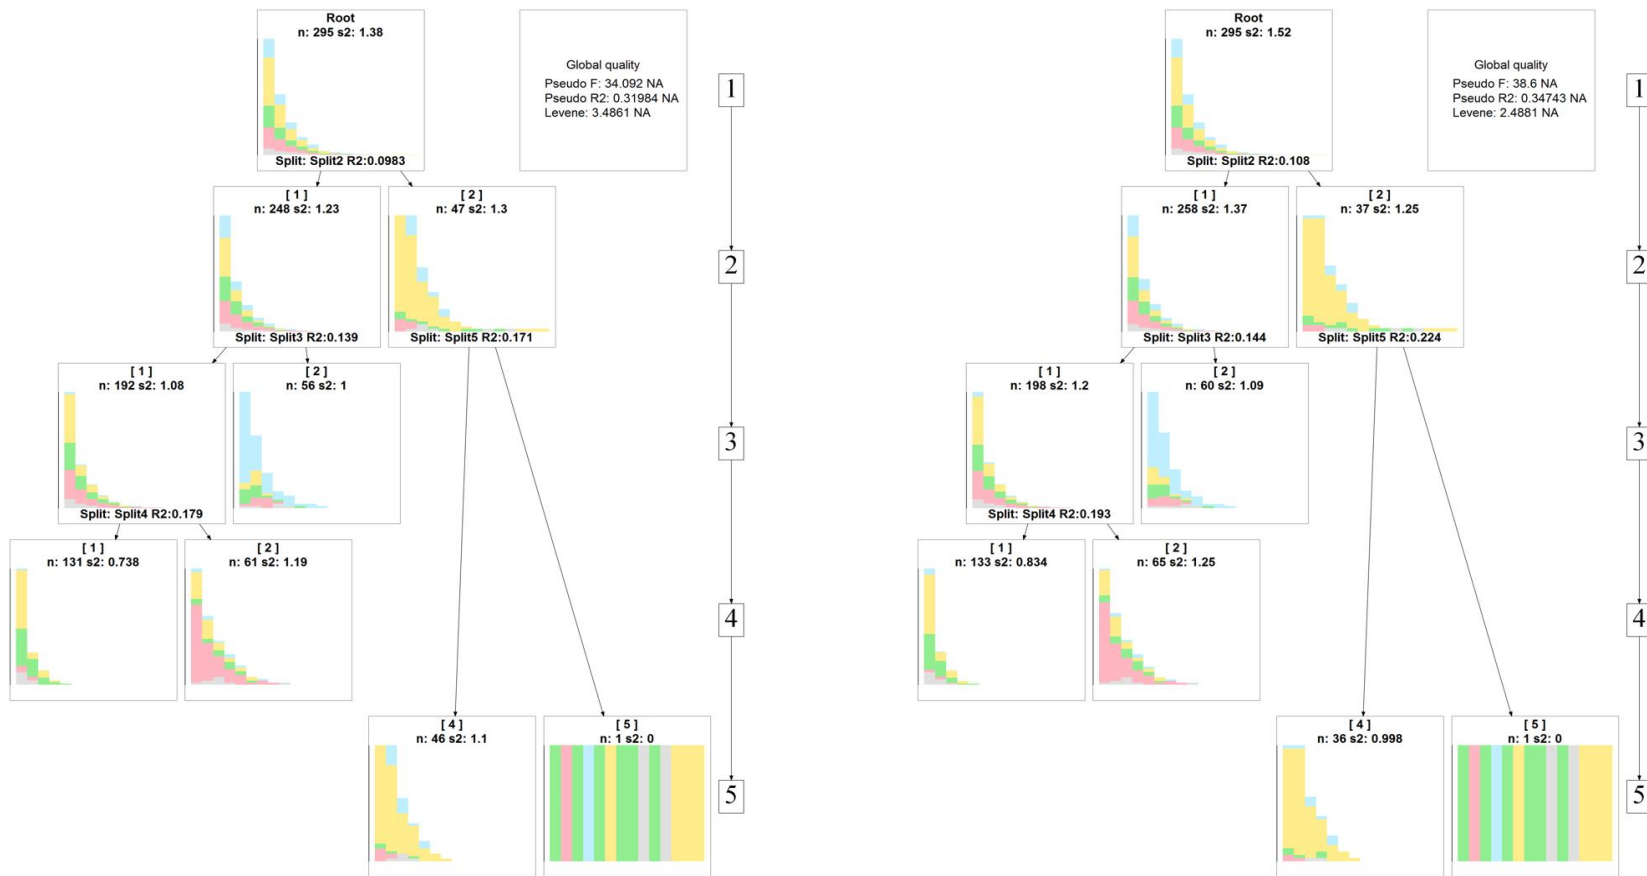 Root
n: 295 s2: 1.38
Split: Split2 R2:0.0983
Global quality
Pseudo F: 34.092 NA
Pseudo R2: 0.31984 NA
Levene: 3.4861 NA
1
[ 1 ]
n: 248 s2: 1.23
Split: Split3 R2:0.139
[ 2 ]
n: 47 s2: 1.3
Split: Split5 R2:0.171
2
[ 1 ]
n: 192 s2: 1.08
Split: Split4 R2:0.179
[ 2 ]
n: 56 s2: 1
3
[ 1 ]
n: 131 s2: 0.738
[ 2 ]
n: 61 s2: 1.19
4
[ 4 ]
n: 46 s2: 1.1
[ 5 ]
n: 1 s2: 0
5
Root
n: 295 s2: 1.52
Split: Split2 R2:0.108
Global quality
Pseudo F: 38.6 NA
Pseudo R2: 0.34743 NA
Levene: 2.4881 NA
1
[ 1 ]
n: 258 s2: 1.37
Split: Split3 R2:0.144
[ 2 ]
n: 37 s2: 1.25
Split: Split5 R2:0.224
2
[ 1 ]
n: 198 s2: 1.2
Split: Split4 R2:0.193
[ 2 ]
n: 60 s2: 1.09
3
[ 1 ]
n: 133 s2: 0.834
[ 2 ]
n: 65 s2: 1.25
4
[ 4 ]
n: 36 s2: 0.998
[ 5 ]
n: 1 s2: 0
5